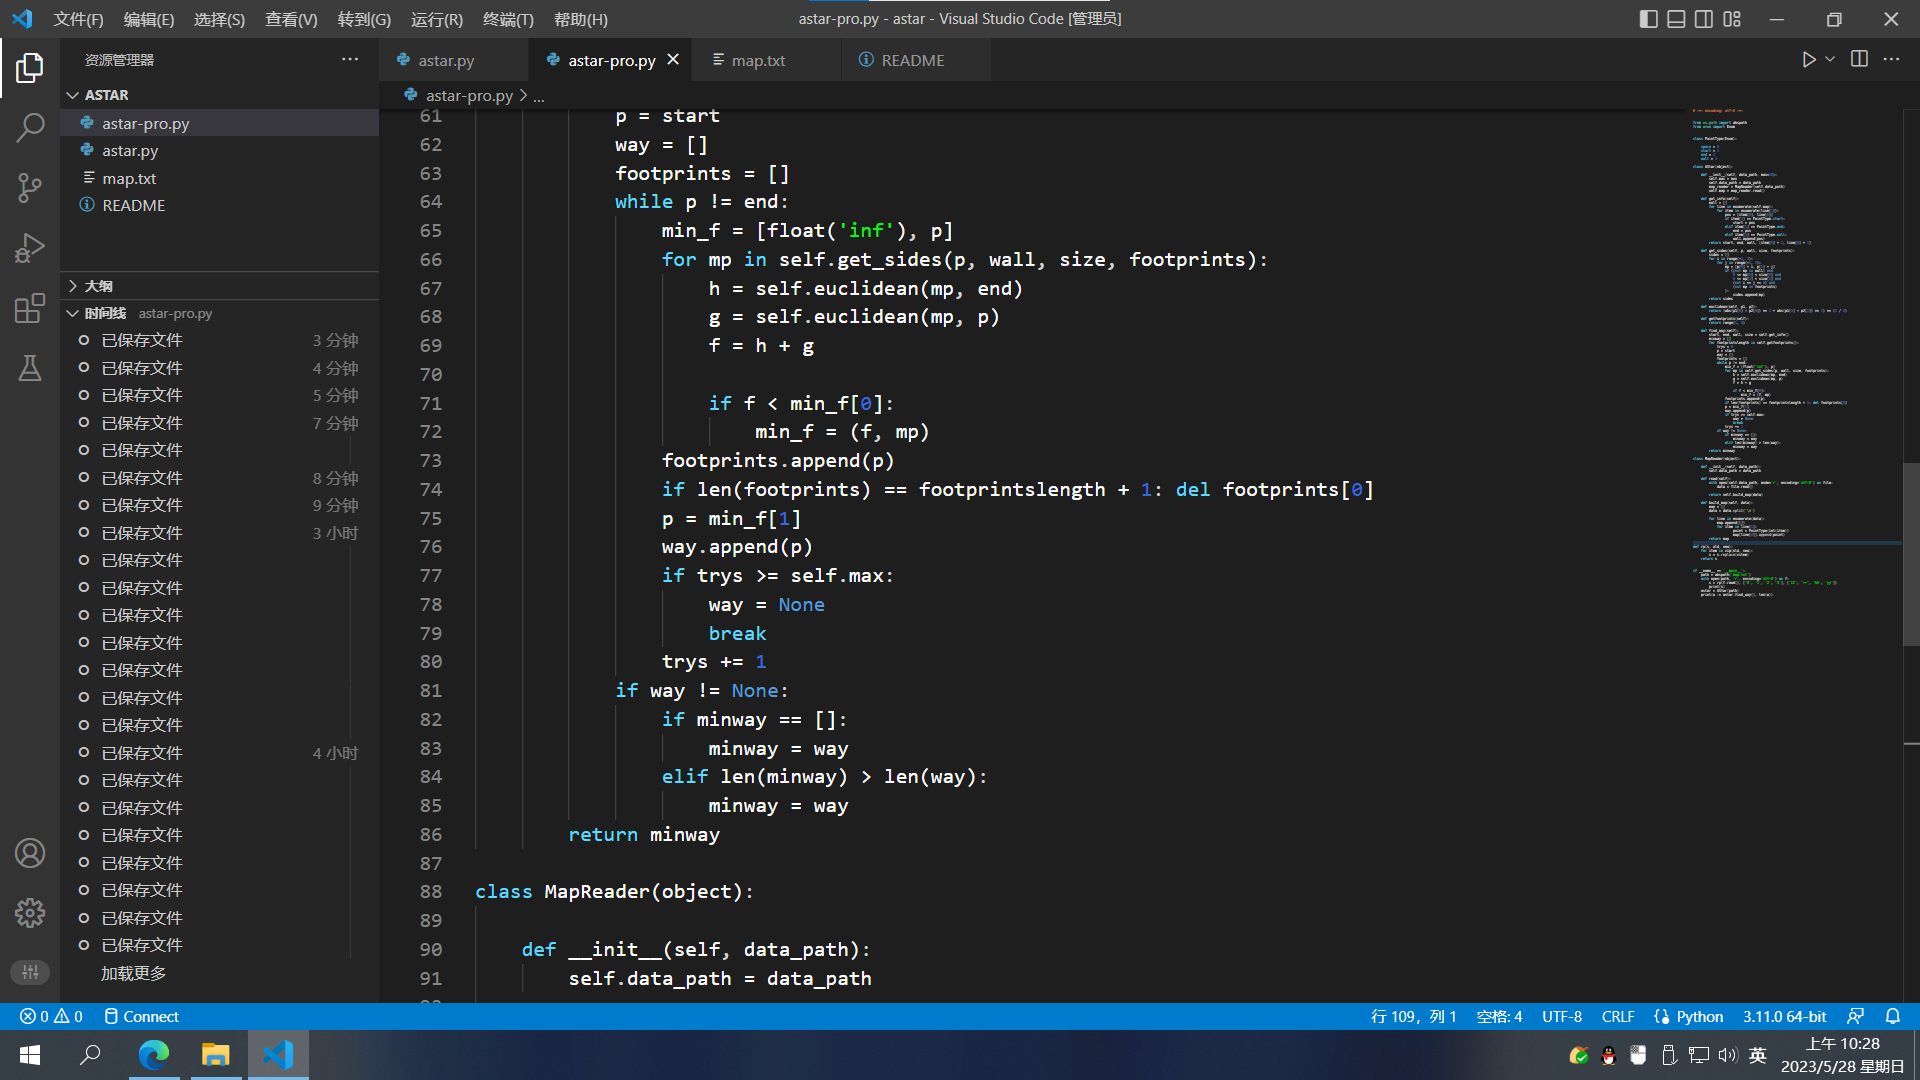 文件(F) 编辑(E) 选择(S) 查看(V) 转到(G) 运行(R) 终端(T) 帮助(H) astar-pro.py - astar - Visual Studio Code [管理员]
资源管理器
astar.py astar-pro.py map.txt README
ASTAR
astar-pro.py
astar-pro.py
astar.py
map.txt
README
大纲
时间线 astar-pro.py
已保存文件 3 分钟
已保存文件 4 分钟
已保存文件 5 分钟
已保存文件 7 分钟
已保存文件
已保存文件 8 分钟
已保存文件 9 分钟
已保存文件 3 小时
已保存文件
已保存文件
已保存文件
已保存文件
已保存文件
已保存文件
已保存文件
已保存文件 4 小时
已保存文件
已保存文件
已保存文件
已保存文件
已保存文件
已保存文件
已保存文件
加载更多
astar-pro.py > ...
61 p = start
62 way = []
63 footprints = []
64 while p != end:
65 min_f = [float('inf'), p]
66 for mp in self.get_sides(p, wall, size, footprints):
67 h = self.euclidean(mp, end)
68 g = self.euclidean(mp, p)
69 f = h + g
70
71 if f < min_f[0]:
72 min_f = (f, mp)
73 footprints.append(p)
74 if len(footprints) == footprintslength + 1: del footprints[0]
75 p = min_f[1]
76 way.append(p)
77 if trys >= self.max:
78 way = None
79 break
80 trys += 1
81 if way != None:
82 if minway == []:
83 minway = way
84 elif len(minway) > len(way):
85 minway = way
86 return minway
87
88 class MapReader(object):
89
90 def __init__(self, data_path):
91 self.data_path = data_path
0 0 Connect 行 109，列 1 空格: 4 UTF-8 CRLF Python 3.11.0 64-bit
英
上午 10:28
2023/5/28 星期日